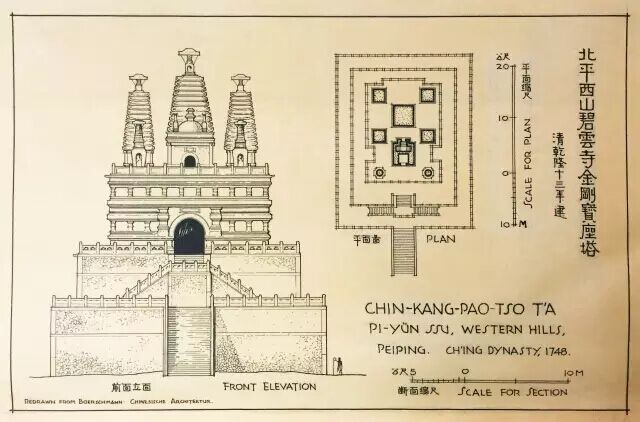 北平西山碧雲寺金剛寶座塔
清乾隆十三年建
公尺
20
10
0
10 M
平面縮尺
SCALE FOR PLAN
平面畵
PLAN
CHIN-KANG-PAO-TSO T'A
PI-YÜN SSU, WESTERN HILLS,
PEIPING. CH'ING DYNASTY, 1748.
公尺 5 0 10 M
断面縮尺 SCALE FOR SECTION
前面立面 FRONT ELEVATION
REDRAWN FROM BOERSCHMANN: CHINESISCHE ARCHITEKTUR.